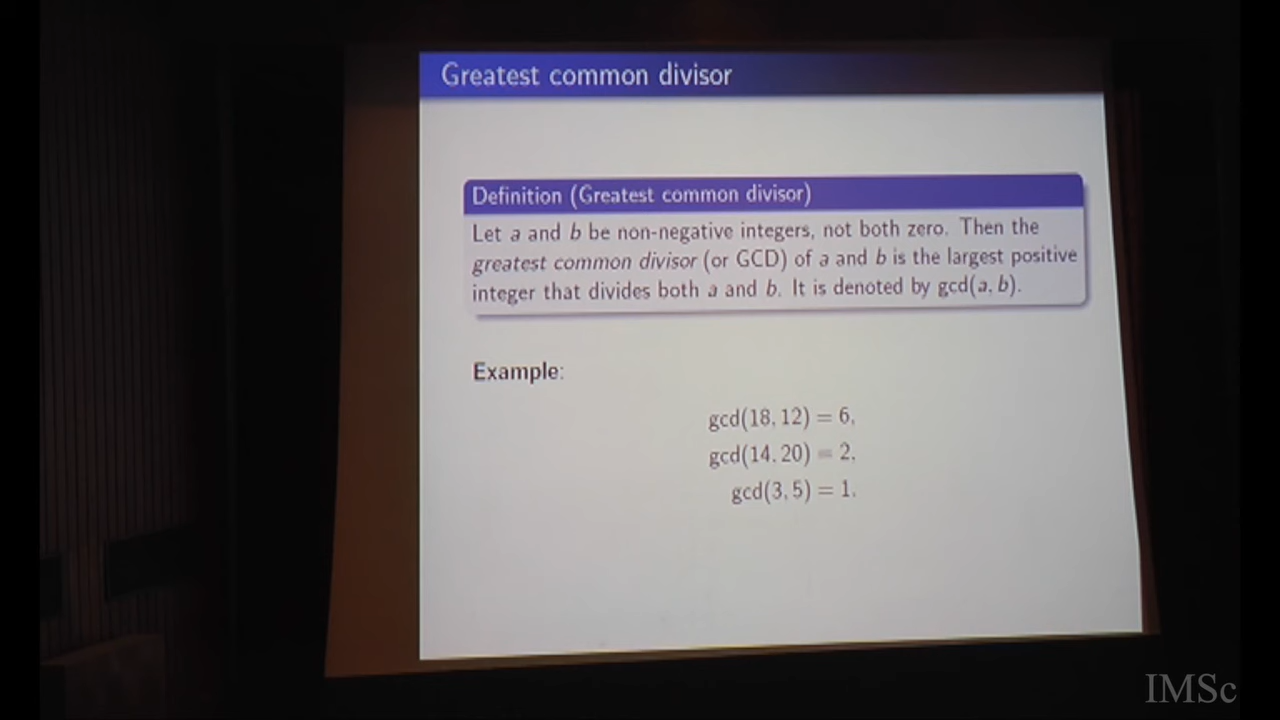 Greatest common divisor
Definition (Greatest common divisor)
Let a and b be non-negative integers, not both zero. Then the
greatest common divisor (or GCD) of a and b is the largest positive
integer that divides both a and b. It is denoted by gcd(a, b).
Example:
gcd(18, 12) = 6,
gcd(14, 20) = 2,
gcd(3, 5) = 1.
IMSc